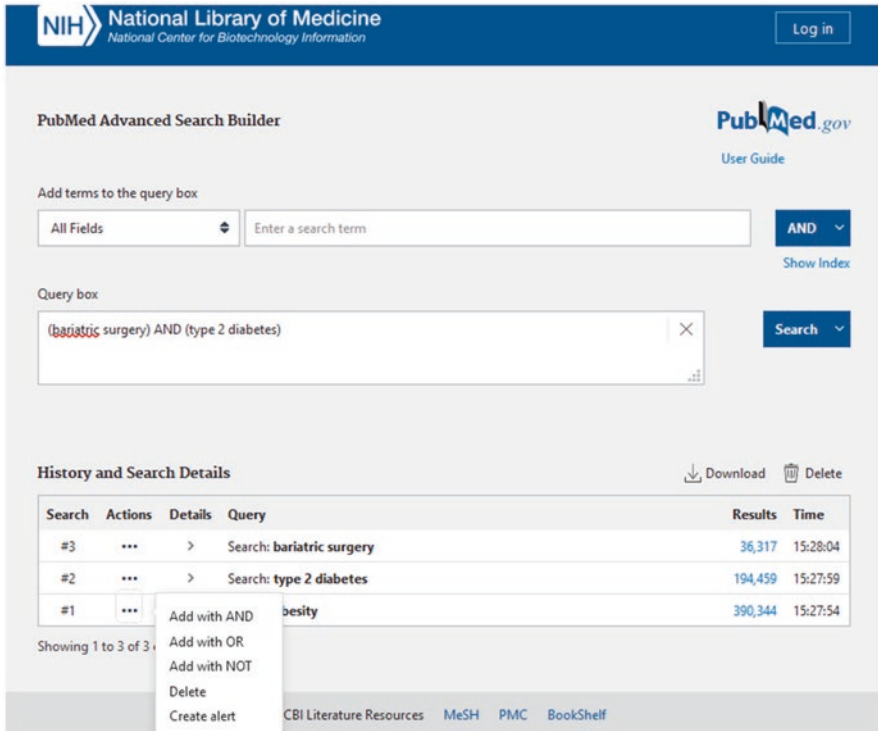 NIH National Library of Medicine
National Center for Biotechnology Information
Log in
PubMed Advanced Search Builder
PubMed.gov
User Guide
Add terms to the query box
All Fields
Enter a search term
AND
Show Index
Query box
(bariatric surgery) AND (type 2 diabetes)
Search
History and Search Details
Download
Delete
Search Actions Details Query Results Time
#3 Search: bariatric surgery 36,317 15:28:04
#2 Search: type 2 diabetes 194,459 15:27:59
#1 besity 390,344 15:27:54
Showing 1 to 3 of 3
Add with AND
Add with OR
Add with NOT
Delete
Create alert
CBI Literature Resources MeSH PMC BookShelf